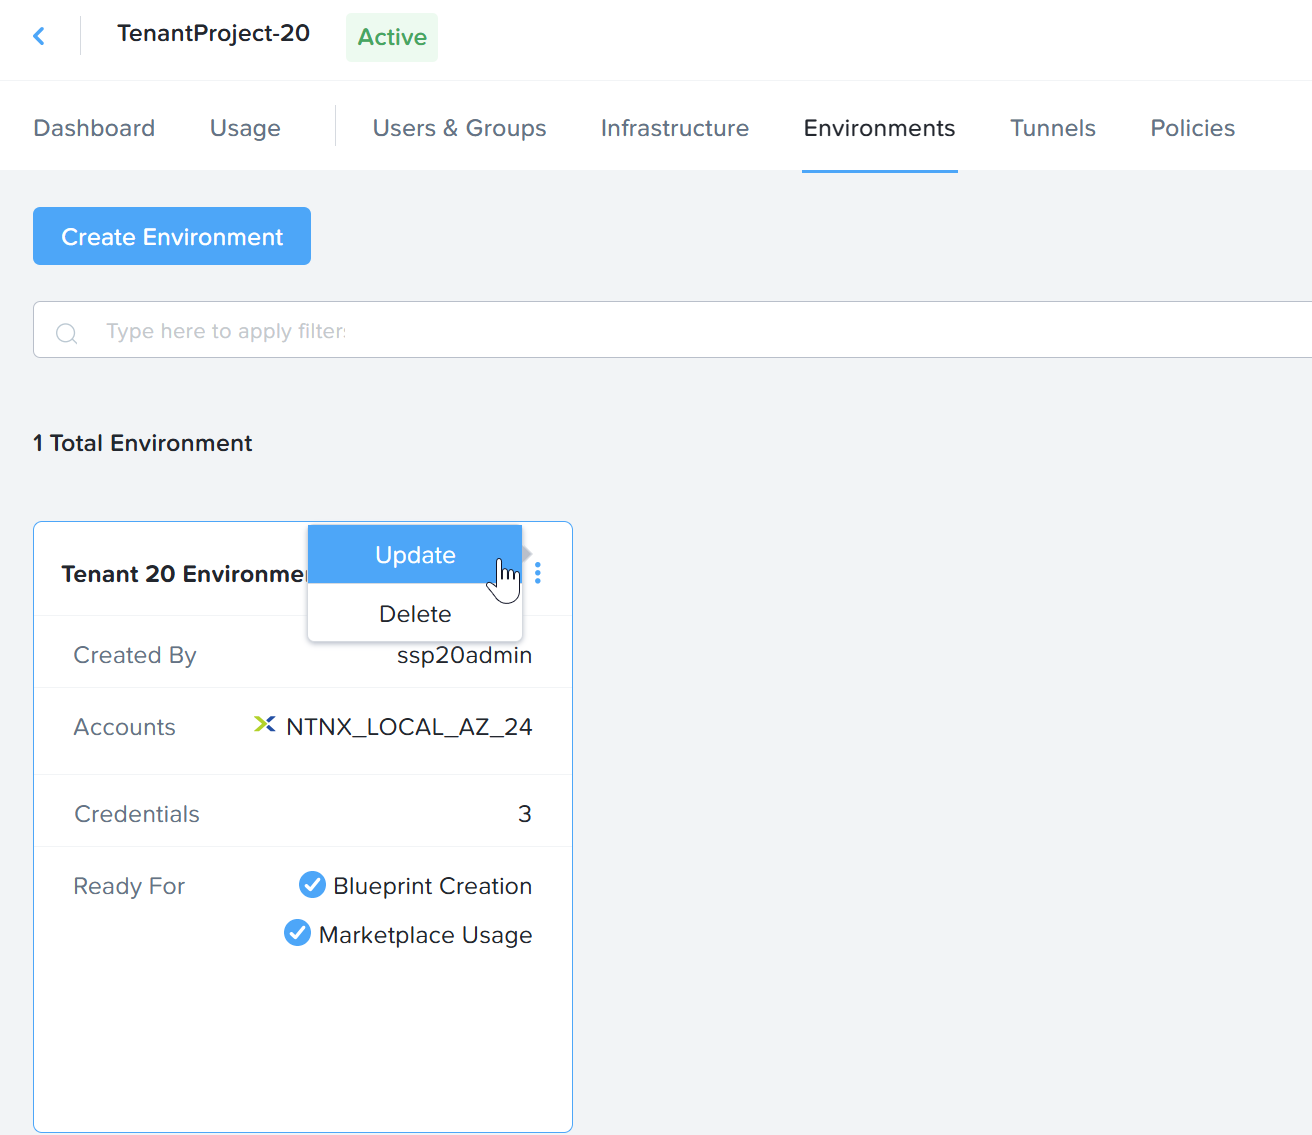 TenantProject-20
Active
Dashboard Usage Users & Groups Infrastructure Environments Tunnels Policies
Create Environment
Type here to apply filter
1 Total Environment
Tenant 20
Update
Delete
Created By ssp20admin
Accounts NTNX_LOCAL_AZ_24
Credentials 3
Ready For Blueprint Creation
Marketplace Usage